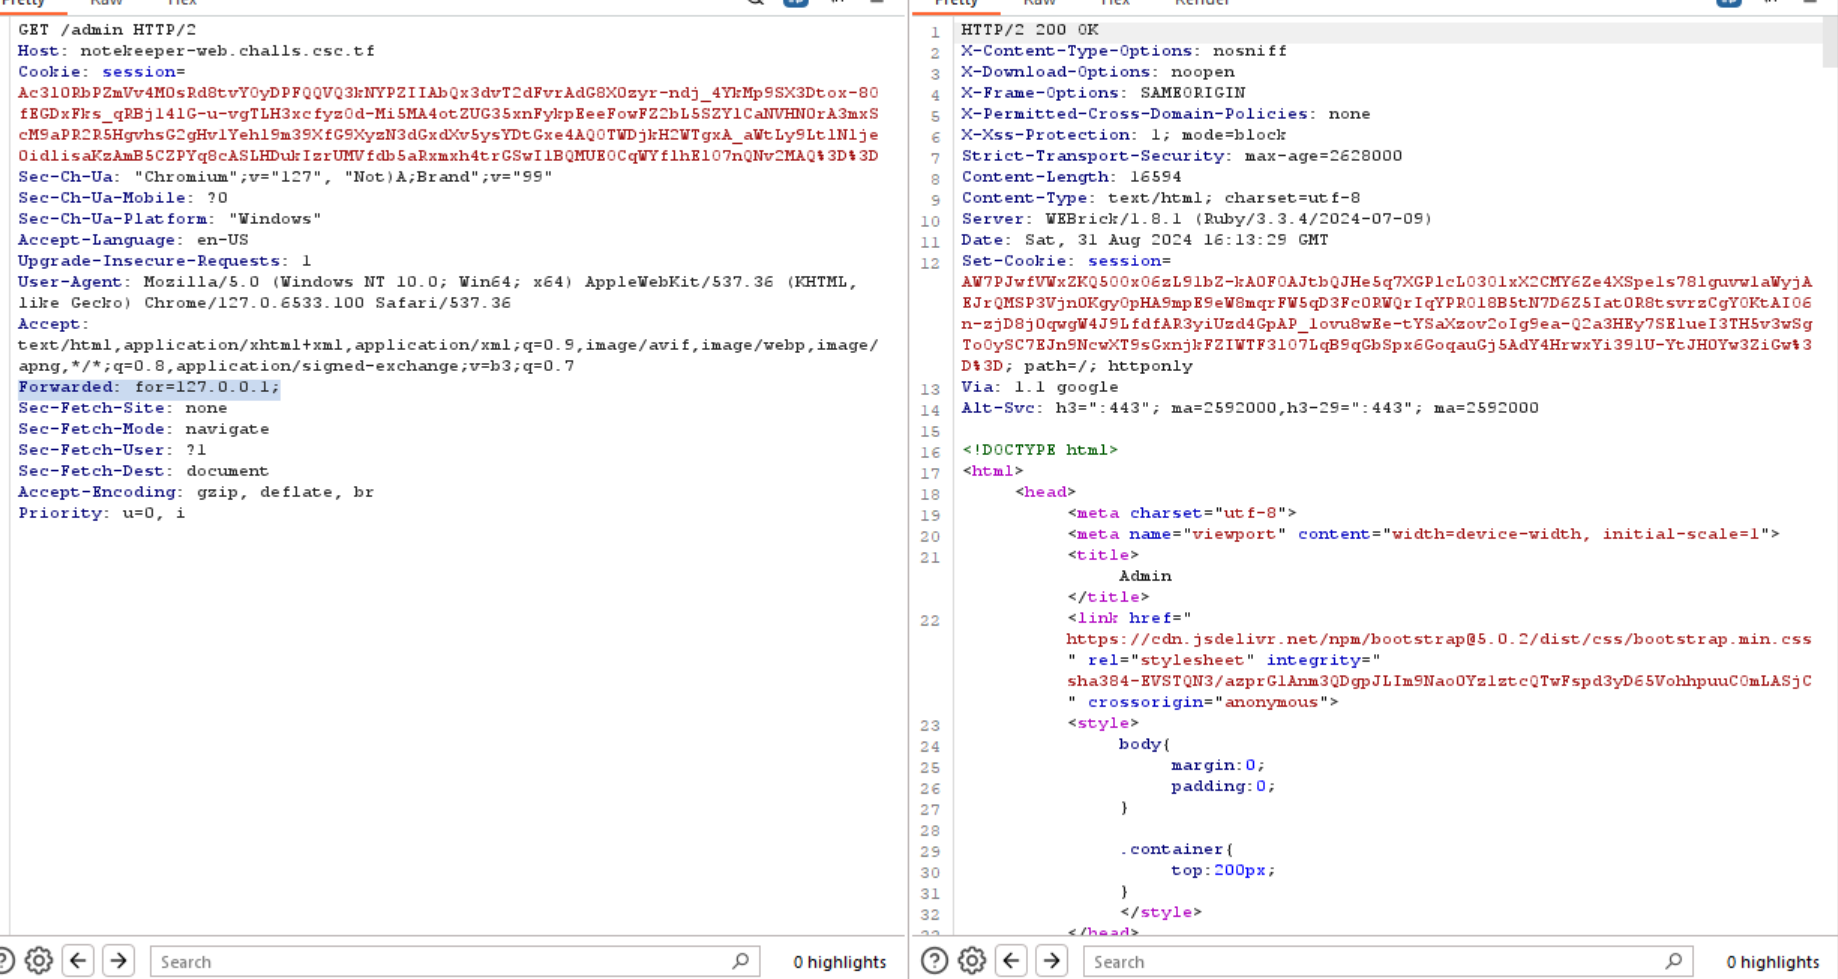 Pretty Raw Hex
GET /admin HTTP/2
Host: notekeeper-web.challs.csc.tf
Cookie: session=
Ac31ORbPZmVv4MOsRd8tvY0yDPFQQVQ3kNYPZIIAbQx3dvT2dFvrAdG8XOzyr-ndj_4YkMp9SX3Dtox-80
fEGDxFks_qRBj141G-u-vgTLH3xcfyz0d-Mi5MA4otZUG35xnFykpEeeFowFZ2bL5SZY1CaNVHNOrA3mxS
cM9aPR2R5HgvhsG2gHv1Yeh19m39XfG9XyzN3dGxdXv5ysYDtGxe4AQ0TWDjkH2WTgxA_aWtLy9Lt1N1je
Oid1isaKzAmB5CZPYq8cASLHDukIzrUMVfdb5aRxmxh4trGSwI1BQMUE0CqWYf1hE107nQNv2MAQ%3D%3D
Sec-Ch-Ua: "Chromium";v="127", "Not)A;Brand";v="99"
Sec-Ch-Ua-Mobile: ?0
Sec-Ch-Ua-Platform: "Windows"
Accept-Language: en-US
Upgrade-Insecure-Requests: 1
User-Agent: Mozilla/5.0 (Windows NT 10.0; Win64; x64) AppleWebKit/537.36 (KHTML,
like Gecko) Chrome/127.0.6533.100 Safari/537.36
Accept:
text/html,application/xhtml+xml,application/xml;q=0.9,image/avif,image/webp,image/
apng,*/*;q=0.8,application/signed-exchange;v=b3;q=0.7
Forwarded: for=127.0.0.1;
Sec-Fetch-Site: none
Sec-Fetch-Mode: navigate
Sec-Fetch-User: ?1
Sec-Fetch-Dest: document
Accept-Encoding: gzip, deflate, br
Priority: u=0, i
Search
0 highlights
Pretty Raw Hex Render
1 HTTP/2 200 OK
2 X-Content-Type-Options: nosniff
3 X-Download-Options: noopen
4 X-Frame-Options: SAMEORIGIN
5 X-Permitted-Cross-Domain-Policies: none
6 X-Xss-Protection: 1; mode=block
7 Strict-Transport-Security: max-age=2628000
8 Content-Length: 16594
9 Content-Type: text/html; charset=utf-8
10 Server: WEBrick/1.8.1 (Ruby/3.3.4/2024-07-09)
11 Date: Sat, 31 Aug 2024 16:13:29 GMT
12 Set-Cookie: session=
AW7PJwfVWxZKQ500x06zL91bZ-kA0F0AJtbQJHe5q7XGP1cL0301xX2CMY6Ze4XSpe1s781guvw1aWyjA
EJrQMSP3VjnOKgy0pHA9mpE9eW8mqrFW5qD3FcORWQrIqYPR018B5tN7D6Z5IatOR8tsvrzCgYOKtAI06
n-zjD8jOqwgW4J9LfdfAR3yiUzd4GpAP_1ovu8wEe-tYSaXzov2oIg9ea-Q2a3HEy7SE1ueI3TH5v3wSg
ToOySC7EJn9NcwXT9sGxnjkFZIWTF3107LqB9qGbSpx6GoqauGj5AdY4HrwxYi391U-YtJHOYw3ZiGw%3
D%3D; path=/; httponly
13 Via: 1.1 google
14 Alt-Svc: h3=":443"; ma=2592000,h3-29=":443"; ma=2592000
15
16 <!DOCTYPE html>
17 <html>
18 <head>
19 <meta charset="utf-8">
20 <meta name="viewport" content="width=device-width, initial-scale=1">
21 <title>
Admin
</title>
22 <link href="
https://cdn.jsdelivr.net/npm/bootstrap@5.0.2/dist/css/bootstrap.min.css
" rel="stylesheet" integrity="
sha384-EVSTQN3/azprG1Anm3QDgpJLIm9Nao0Yz1ztcQTwFspd3yD65VohhpuuCOmLASjC
" crossorigin="anonymous">
23 <style>
24 body{
25 margin:0;
26 padding:0;
27 }
28
29 .container{
30 top:200px;
31 }
32 </style>
33 </head>
Search
0 highlights